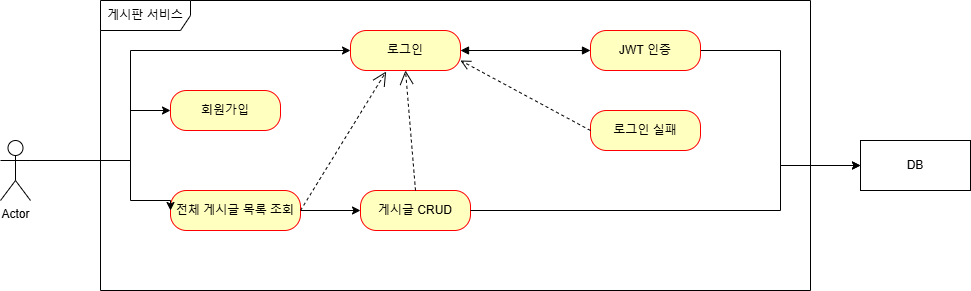 게시판 서비스
로그인
JWT 인증
회원가입
로그인 실패
DB
Actor
전체 게시글 목록 조회
게시글 CRUD